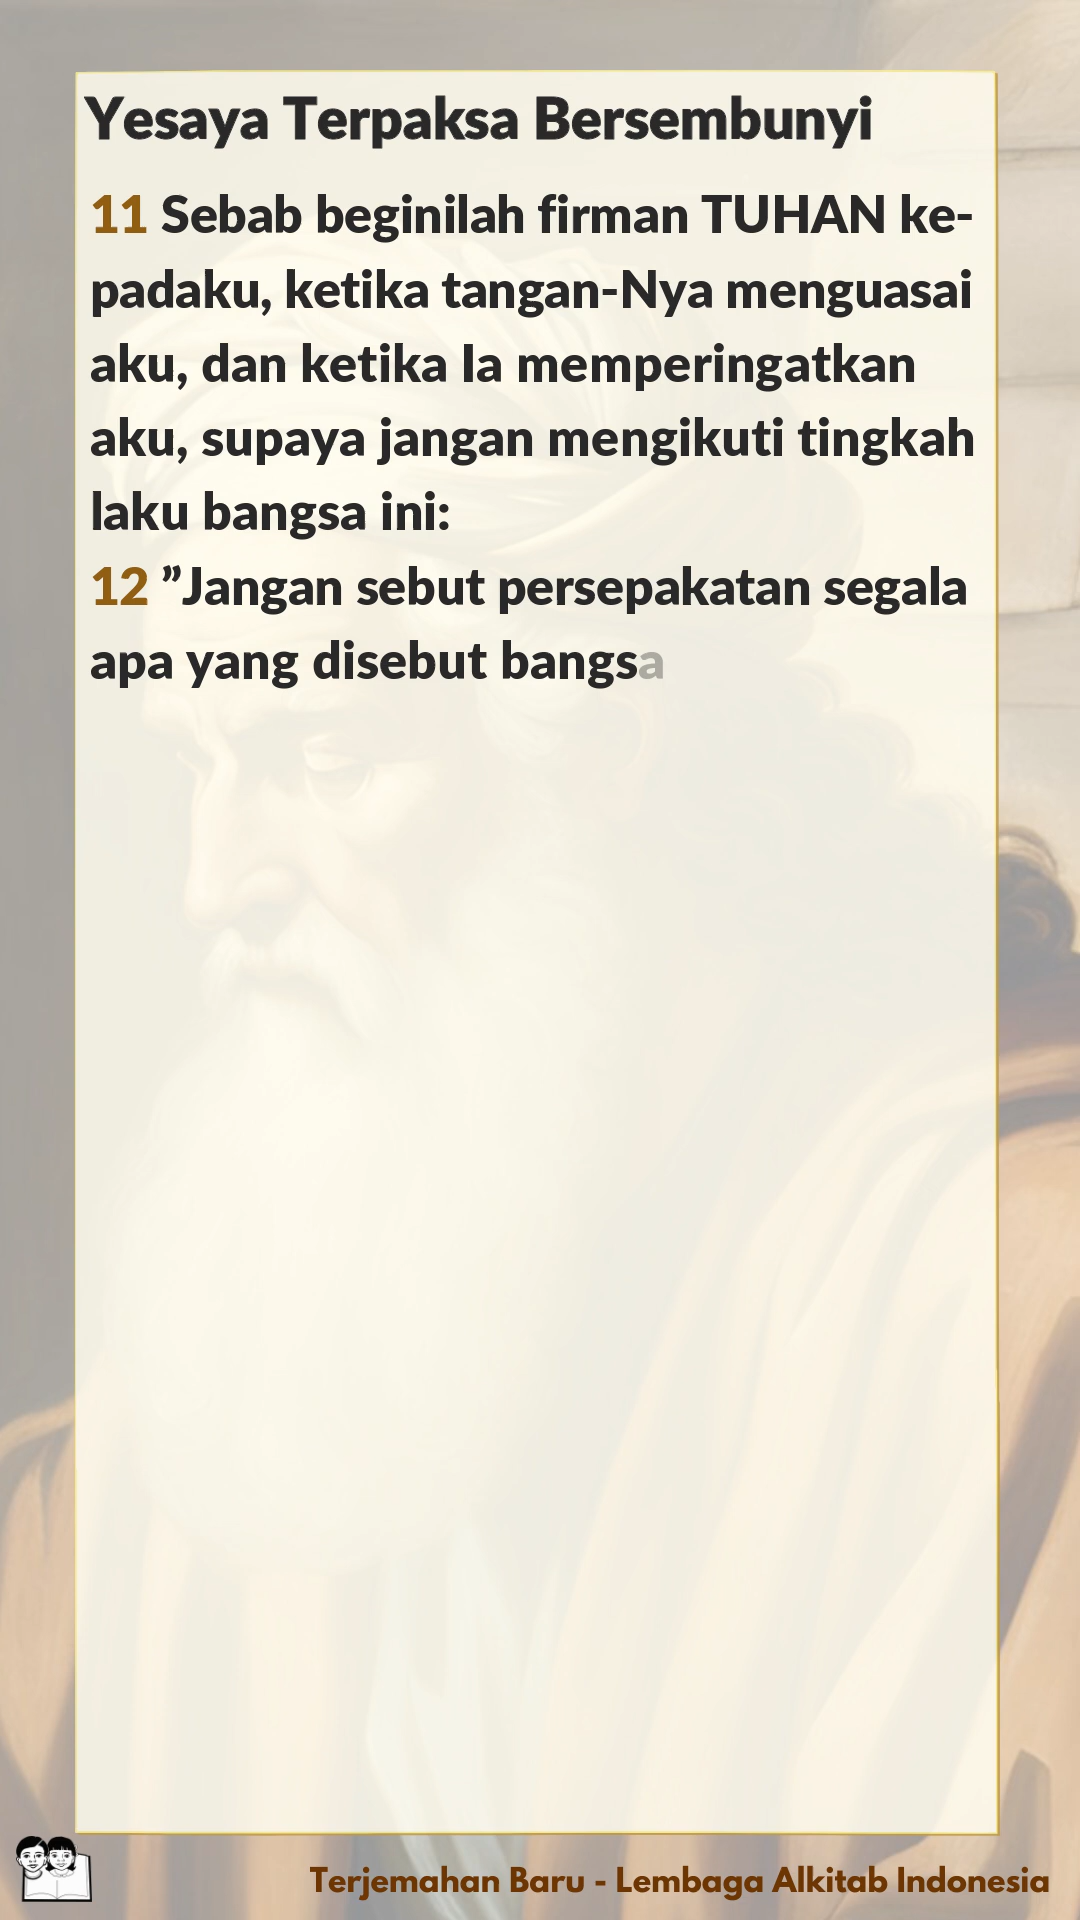 Yesaya Terpaksa Bersembunyi
11 Sebab beginilah firman TUHAN ke-
padaku, ketika tangan-Nya menguasai
aku, dan ketika Ia memperingatkan
aku, supaya jangan mengikuti tingkah
laku bangsa ini:
12 ”Jangan sebut persepakatan segala
apa yang disebut bangsa
Terjemahan Baru - Lembaga Alkitab Indonesia